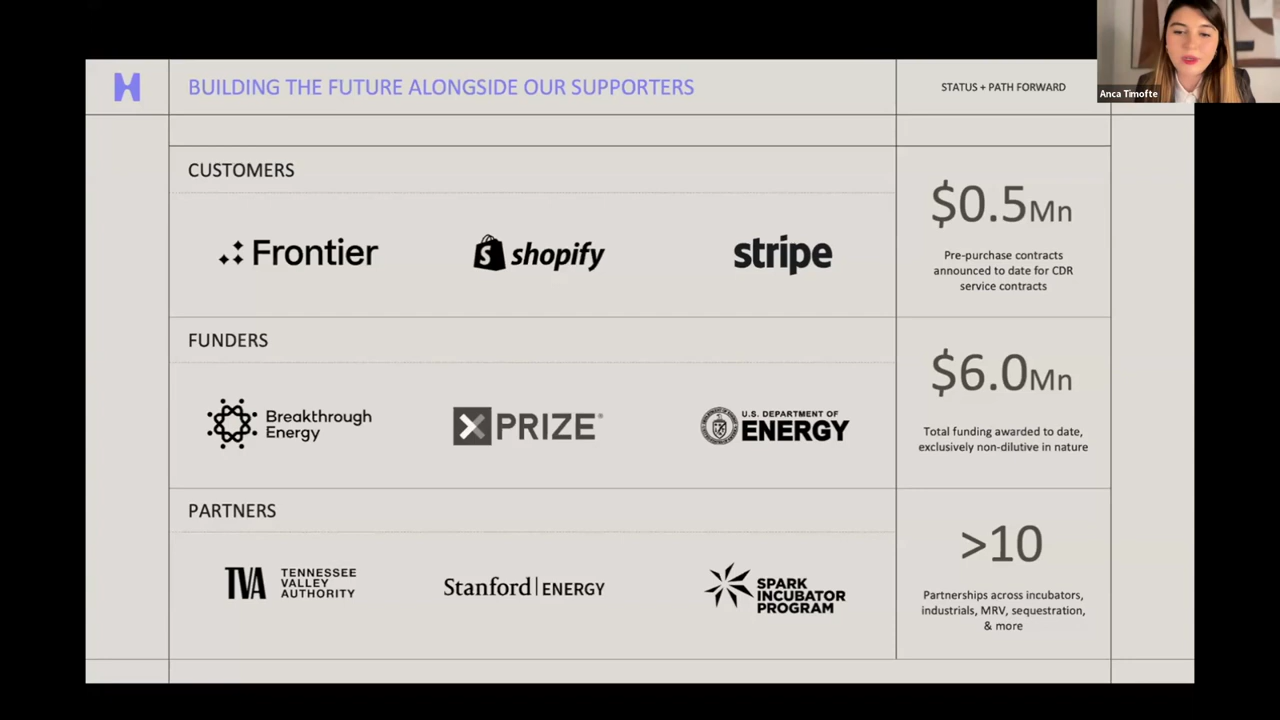 BUILDING THE FUTURE ALONGSIDE OUR SUPPORTERS
STATUS + PATH FORWARD
Anca Timofte
CUSTOMERS
Frontier
shopify
stripe
$0.5Mn
Pre-purchase contracts
announced to date for CDR
service contracts
FUNDERS
Breakthrough
Energy
XPRIZE®
U.S. DEPARTMENT OF
ENERGY
$6.0Mn
Total funding awarded to date,
exclusively non-dilutive in nature
PARTNERS
TVA
TENNESSEE
VALLEY
AUTHORITY
Stanford | ENERGY
SPARK
INCUBATOR
PROGRAM
>10
Partnerships across incubators,
industrials, MRV, sequestration,
& more